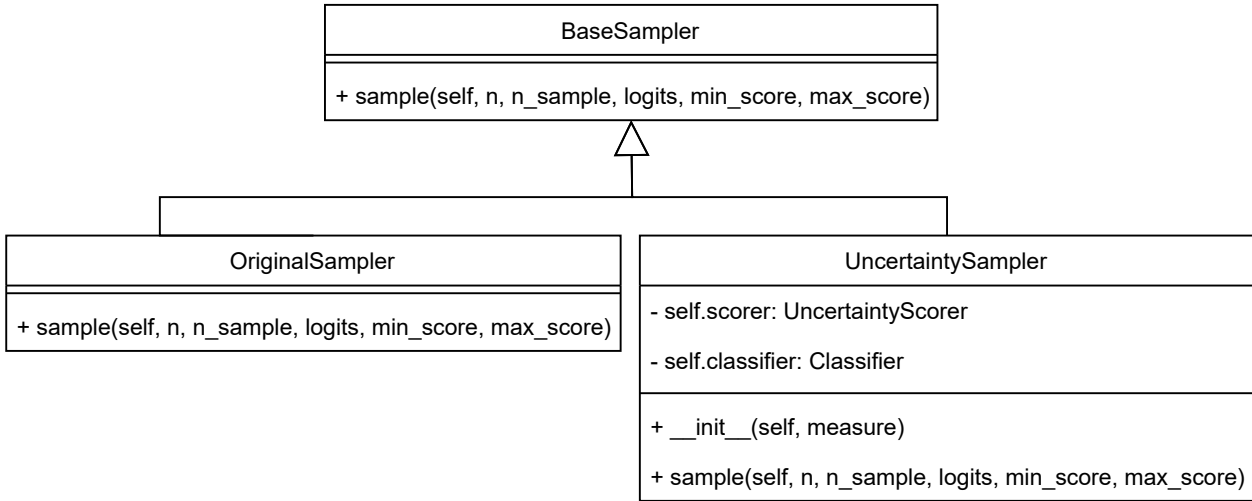 BaseSampler
+ sample(self, n, n_sample, logits, min_score, max_score)
OriginalSampler
+ sample(self, n, n_sample, logits, min_score, max_score)
UncertaintySampler
- self.scorer: UncertaintyScorer
- self.classifier: Classifier
+ __init__(self, measure)
+ sample(self, n, n_sample, logits, min_score, max_score)